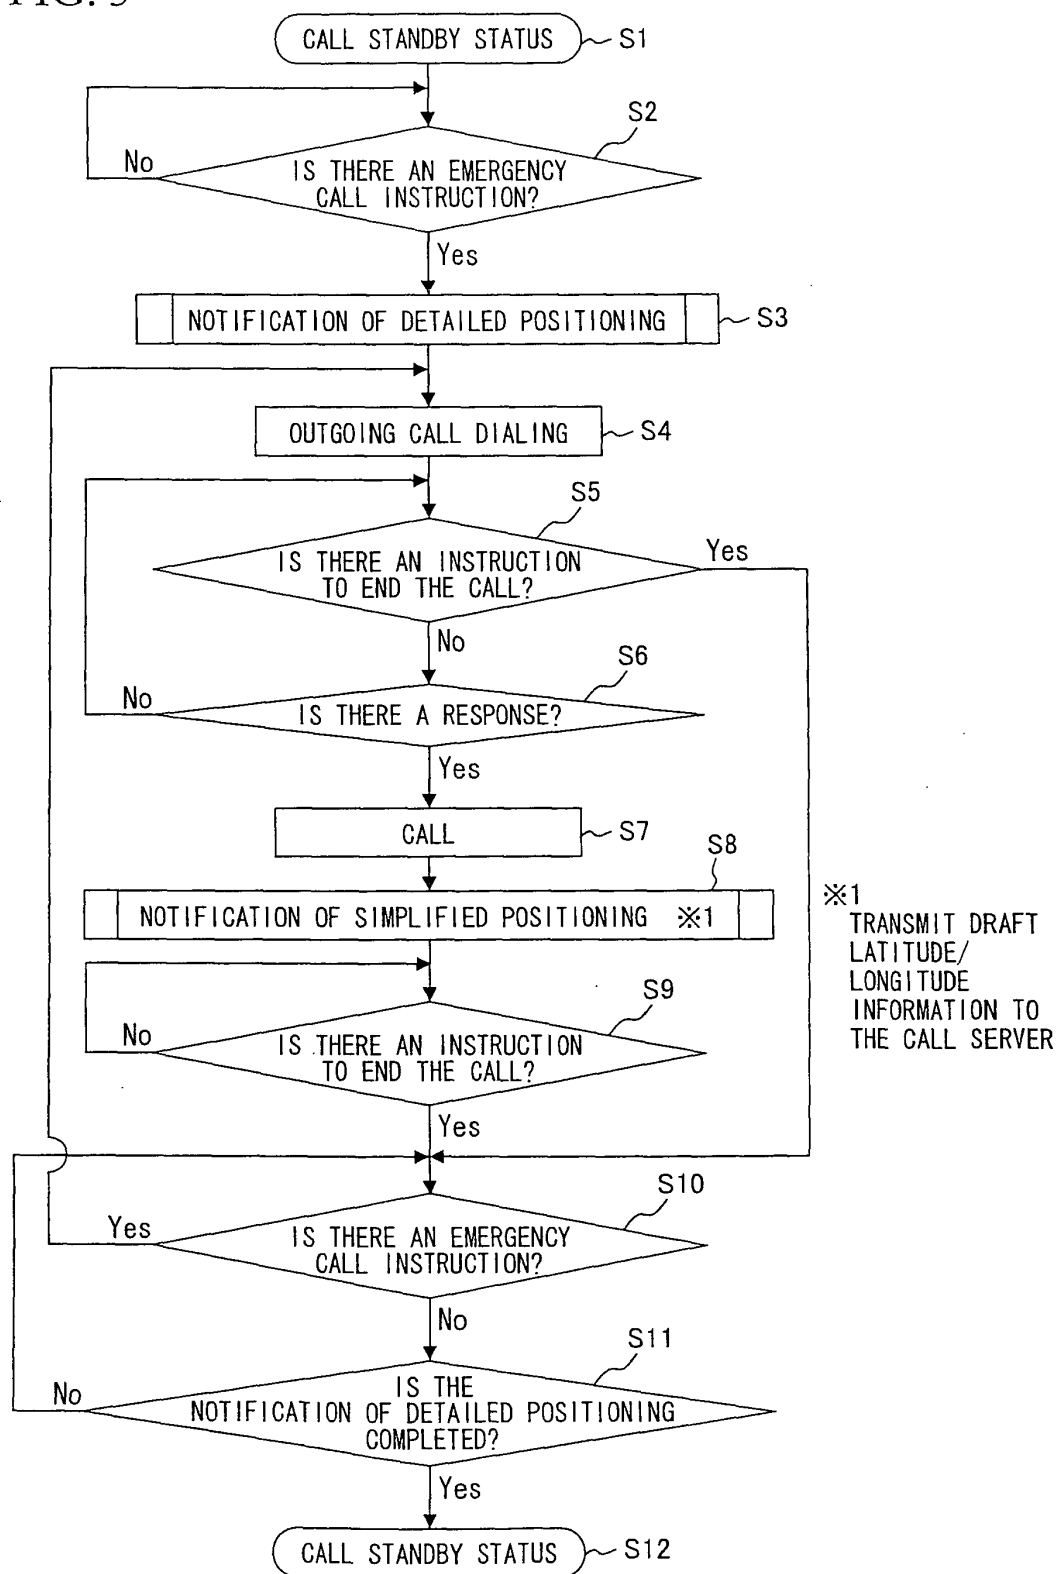 CALL STANDBY STATUS S1
S2
No
IS THERE AN EMERGENCY
CALL INSTRUCTION?
Yes
NOTIFICATION OF DETAILED POSITIONING S3
OUTGOING CALL DIALING S4
S5
IS THERE AN INSTRUCTION
TO END THE CALL?
Yes
No
S6
No
IS THERE A RESPONSE?
Yes
CALL S7
S8
NOTIFICATION OF SIMPLIFIED POSITIONING ※1
※1
TRANSMIT DRAFT
LATITUDE/
LONGITUDE
INFORMATION TO
THE CALL SERVER
S9
No
IS THERE AN INSTRUCTION
TO END THE CALL?
Yes
S10
Yes
IS THERE AN EMERGENCY
CALL INSTRUCTION?
No
S11
No
IS THE
NOTIFICATION OF DETAILED POSITIONING
COMPLETED?
Yes
CALL STANDBY STATUS S12